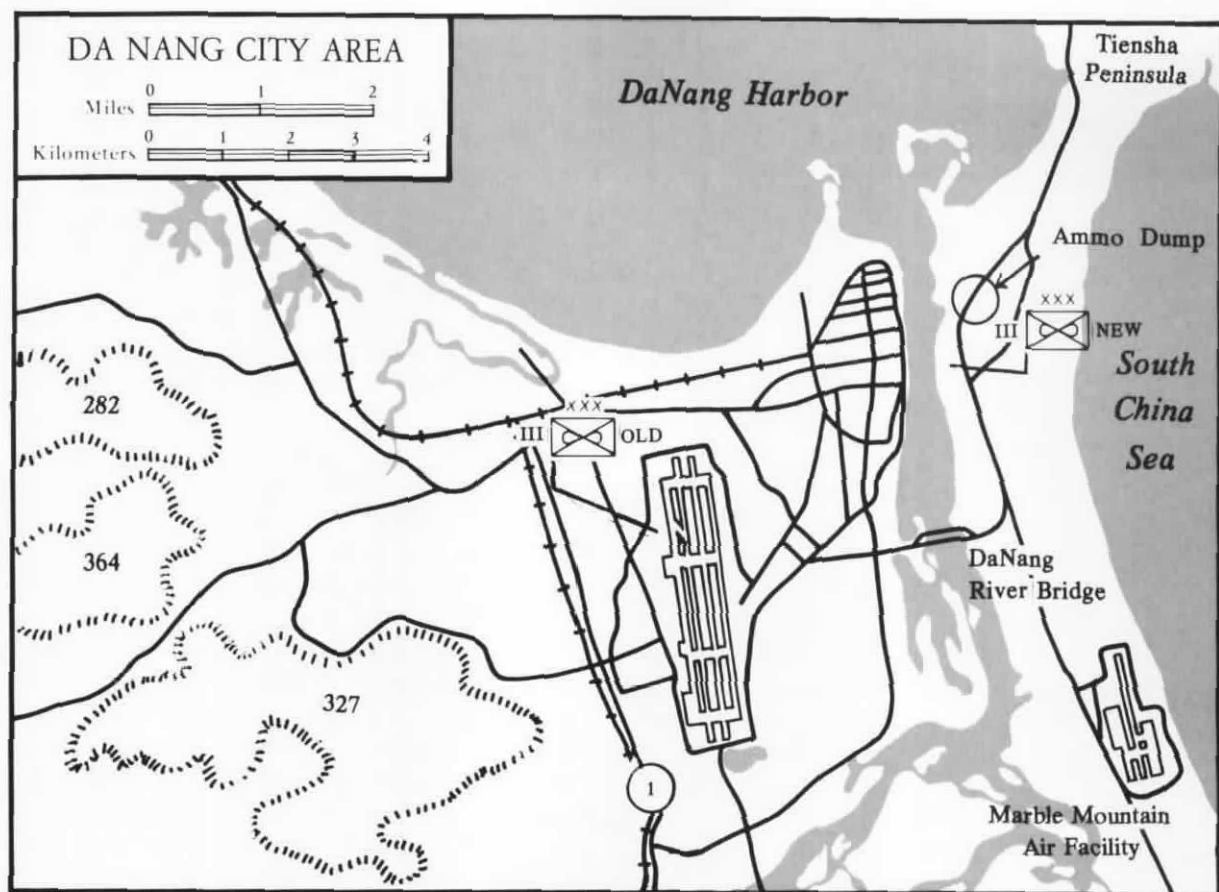 DA NANG CITY AREA
0 1 2
Miles
0 1 2 3 4
Kilometers
DaNang Harbor
Tiensha
Peninsula
Ammo Dump
XXX
III NEW
South
China
Sea
282
XXX
III OLD
364
DaNang
River Bridge
327
1
Marble Mountain
Air Facility